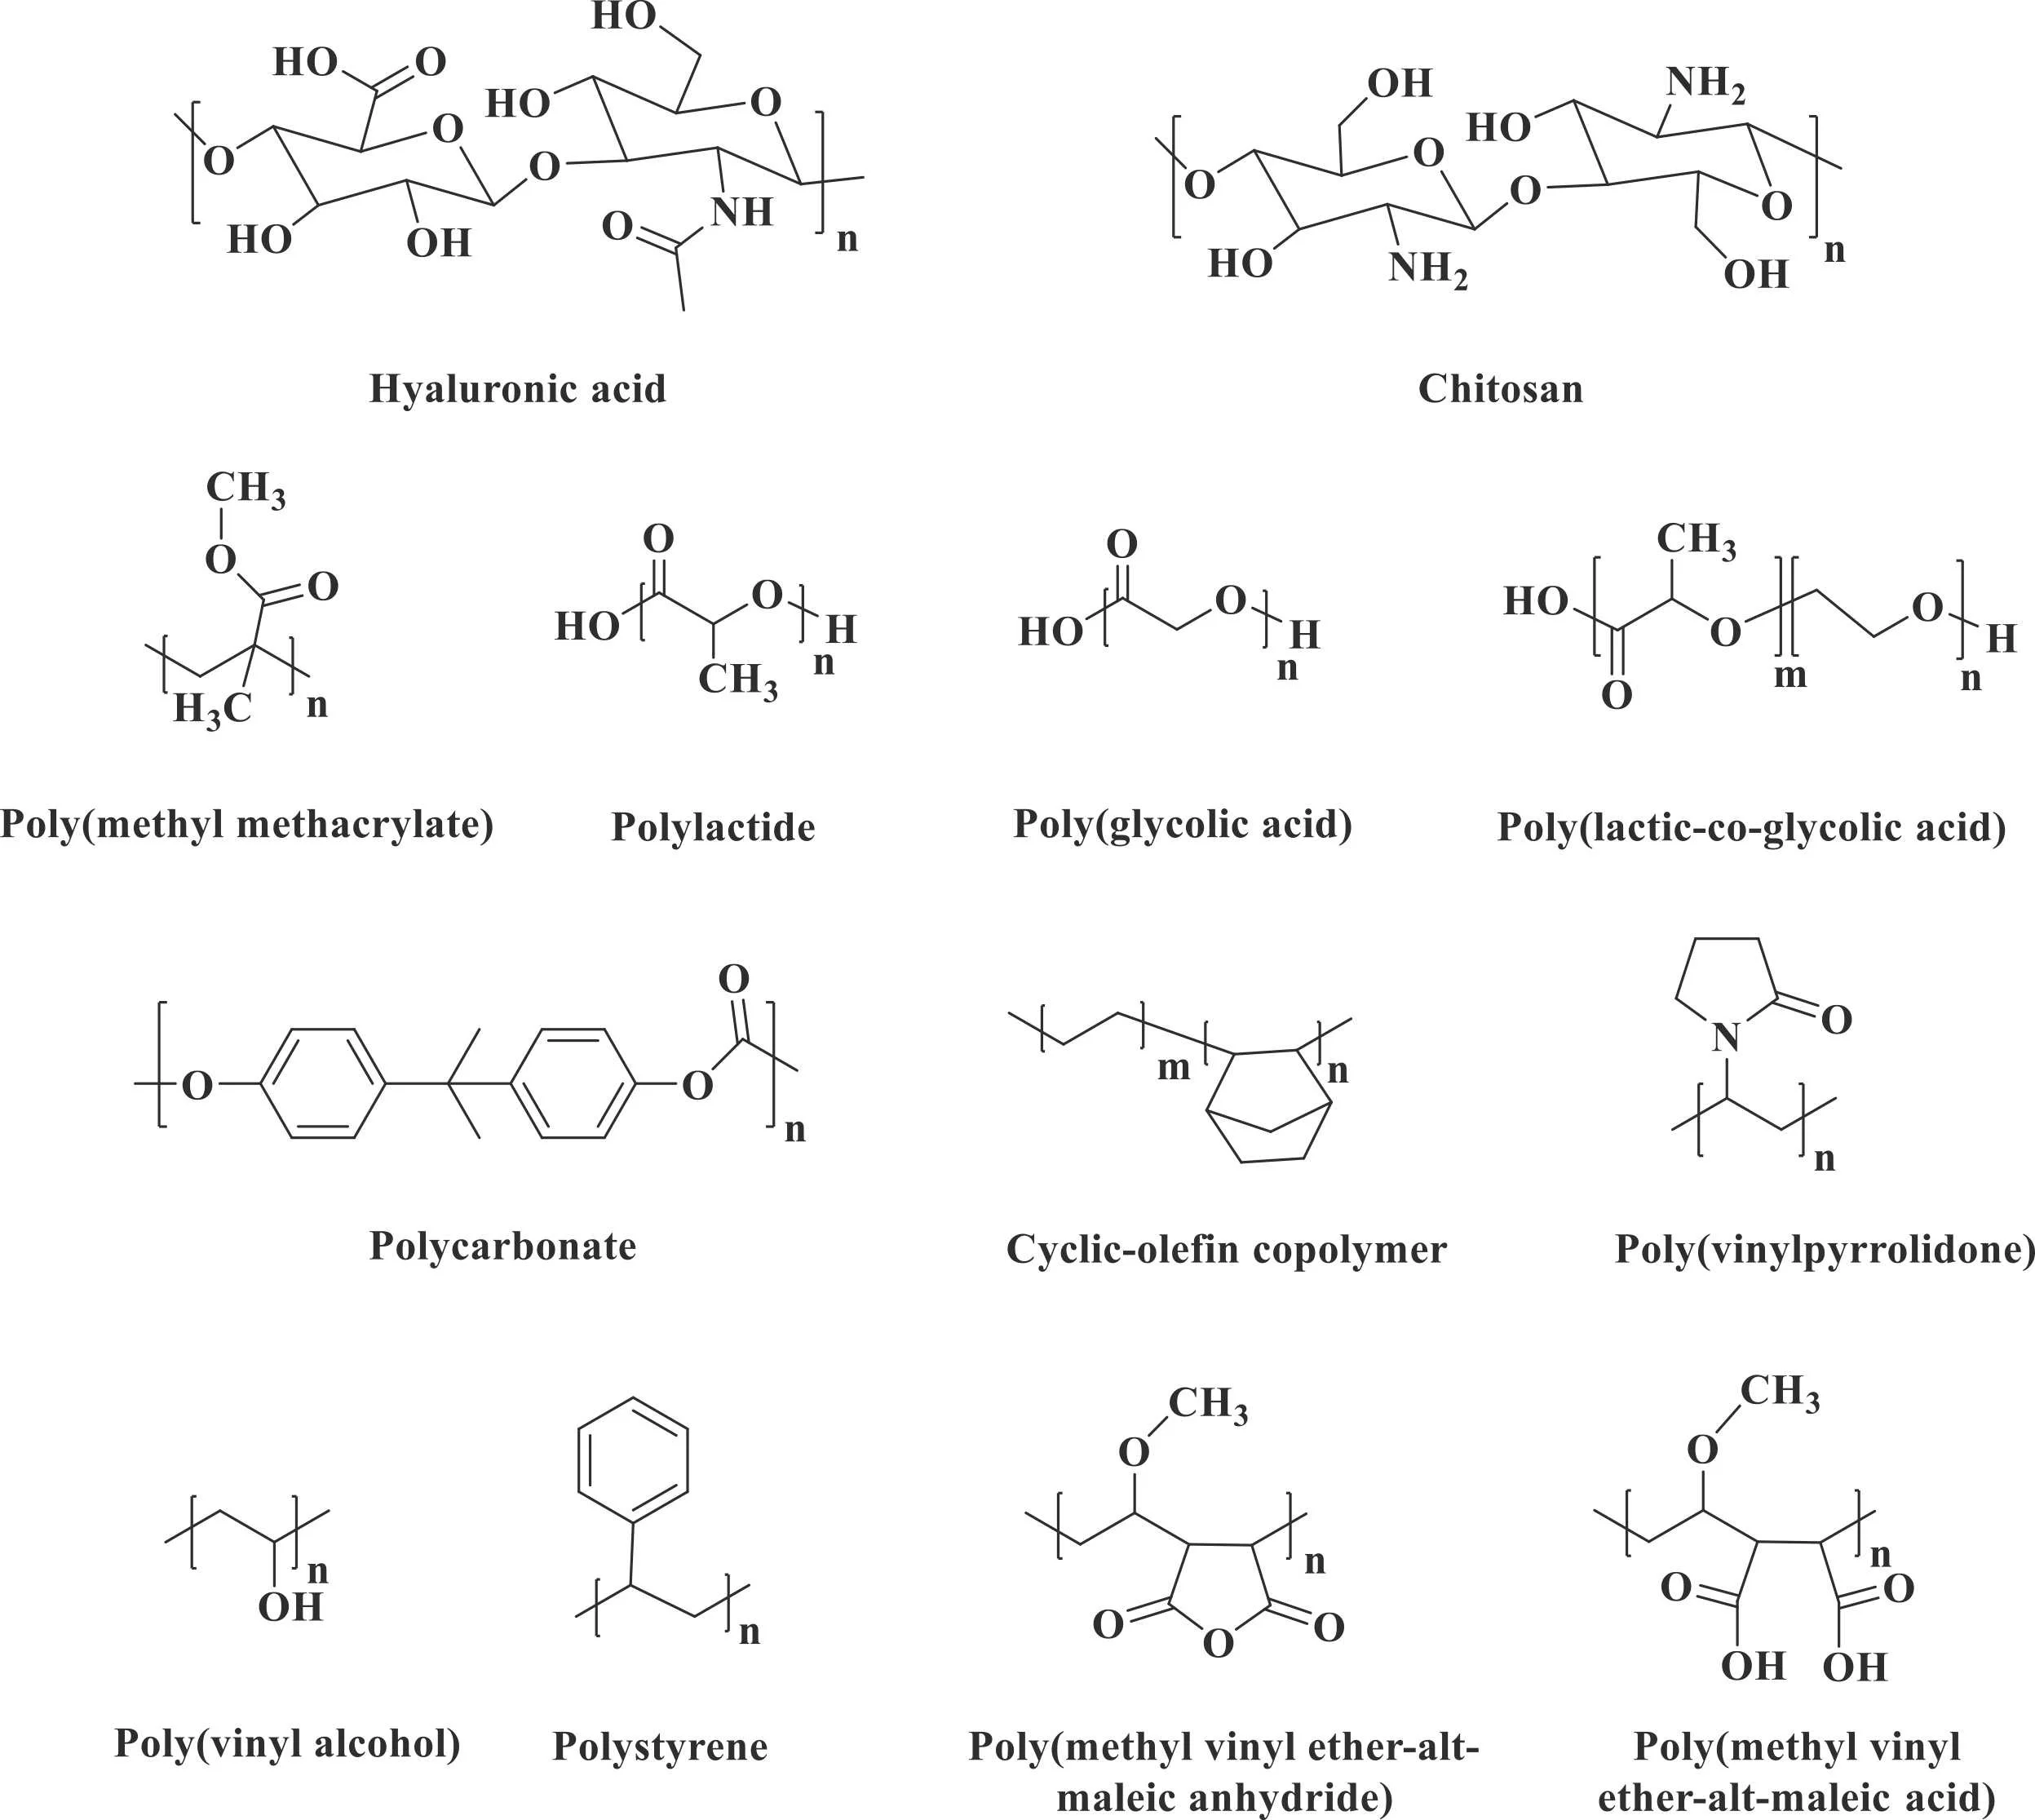 HO
HO
O
HO
O
O
O
O
HO
OH
O
NH
n
Hyaluronic acid
OH
NH2
HO
O
O
O
O
HO
NH2
OH
n
Chitosan
CH3
O
O
H3C
n
Poly(methyl methacrylate)
O
HO
O
H
n
CH3
Polylactide
O
HO
O
H
n
Poly(glycolic acid)
CH3
HO
O
O
O
H
m
n
Poly(lactic-co-glycolic acid)
O
O
O
n
Polycarbonate
m
n
Cyclic-olefin copolymer
N
O
n
Poly(vinylpyrrolidone)
n
OH
Poly(vinyl alcohol)
n
Polystyrene
CH3
O
n
O
O
O
Poly(methyl vinyl ether-alt-
maleic anhydride)
CH3
O
n
O
O
OH
OH
Poly(methyl vinyl
ether-alt-maleic acid)